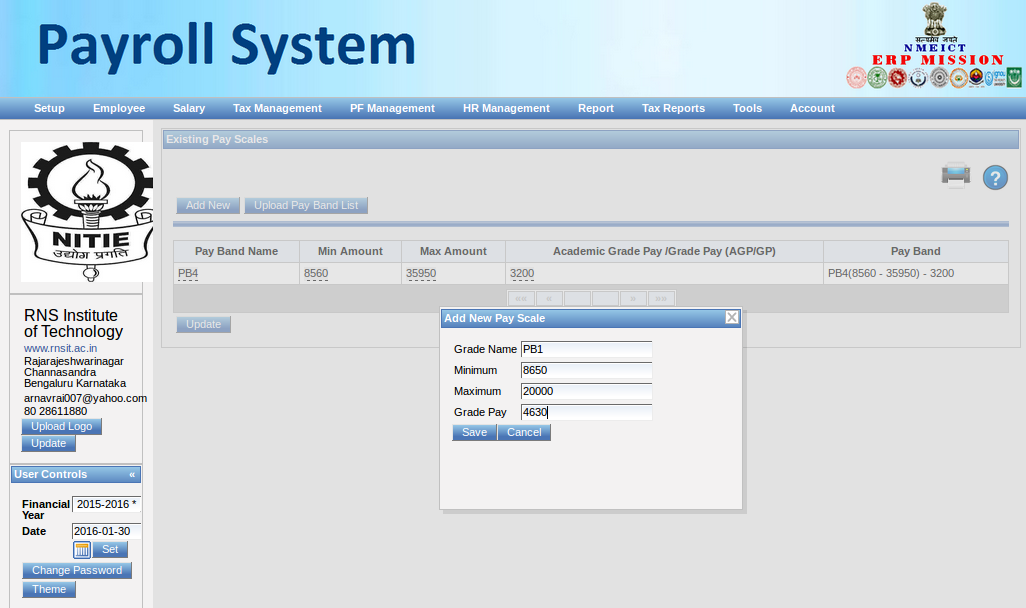 Payroll System
सत्यमेव जयते
NMEICT
ERP MISSION
Setup Employee Salary Tax Management PF Management HR Management Report Tax Reports Tools Account
NITIE
उद्योग प्रगति
RNS Institute
of Technology
www.rnsit.ac.in
Rajarajeshwarinagar
Channasandra
Bengaluru Karnataka
arnavrai007@yahoo.com
80 28611880
Upload Logo
Update
User Controls «
Financial Year 2015-2016 *
Date 2016-01-30
Set
Change Password
Theme
Existing Pay Scales
?
Add New Upload Pay Band List
Pay Band Name Min Amount Max Amount Academic Grade Pay /Grade Pay (AGP/GP) Pay Band
PB4 8560 35950 3200 PB4(8560 - 35950) - 3200
«« « » »»
Update
Add New Pay Scale
Grade Name PB1
Minimum 8650
Maximum 20000
Grade Pay 4630
Save Cancel